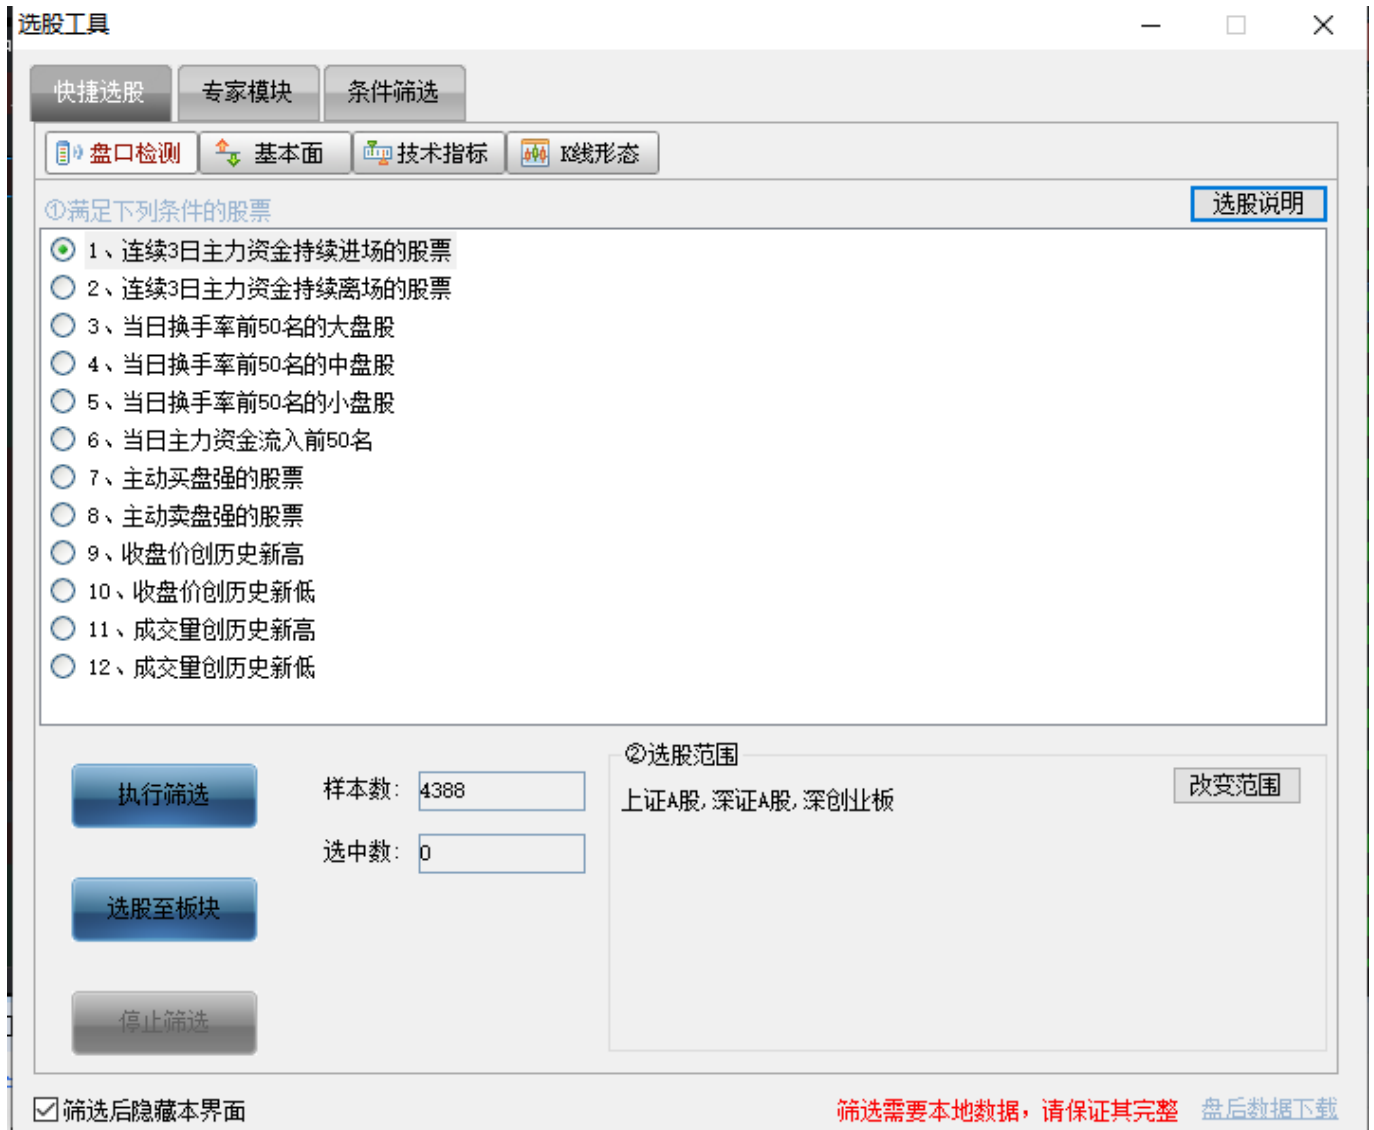 选股工具
快捷选股 专家模块 条件筛选
盘口检测 基本面 技术指标 K线形态
①满足下列条件的股票 选股说明
1、连续3日主力资金持续进场的股票
2、连续3日主力资金持续离场的股票
3、当日换手率前50名的大盘股
4、当日换手率前50名的中盘股
5、当日换手率前50名的小盘股
6、当日主力资金流入前50名
7、主动买盘强的股票
8、主动卖盘强的股票
9、收盘价创历史新高
10、收盘价创历史新低
11、成交量创历史新高
12、成交量创历史新低
②选股范围
执行筛选 样本数: 4388 上证A股,深证A股,深创业板 改变范围
选中数: 0
选股至板块
停止筛选
筛选后隐藏本界面 筛选需要本地数据，请保证其完整 盘后数据下载